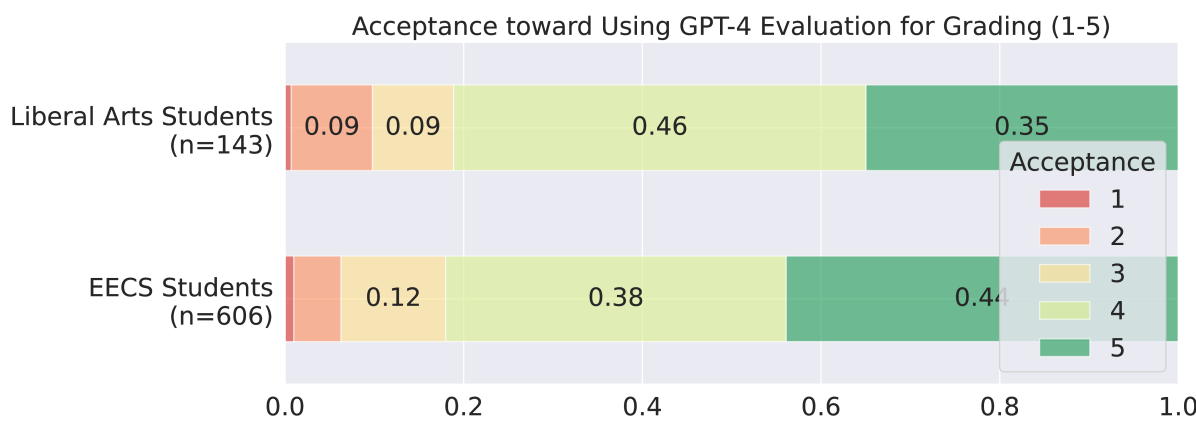 Acceptance toward Using GPT-4 Evaluation for Grading (1-5)
Liberal Arts Students
(n=143)
0.09 0.09 0.46 0.35
Acceptance
1
2
3
4
5
EECS Students
(n=606)
0.12 0.38 0.44
0.0 0.2 0.4 0.6 0.8 1.0